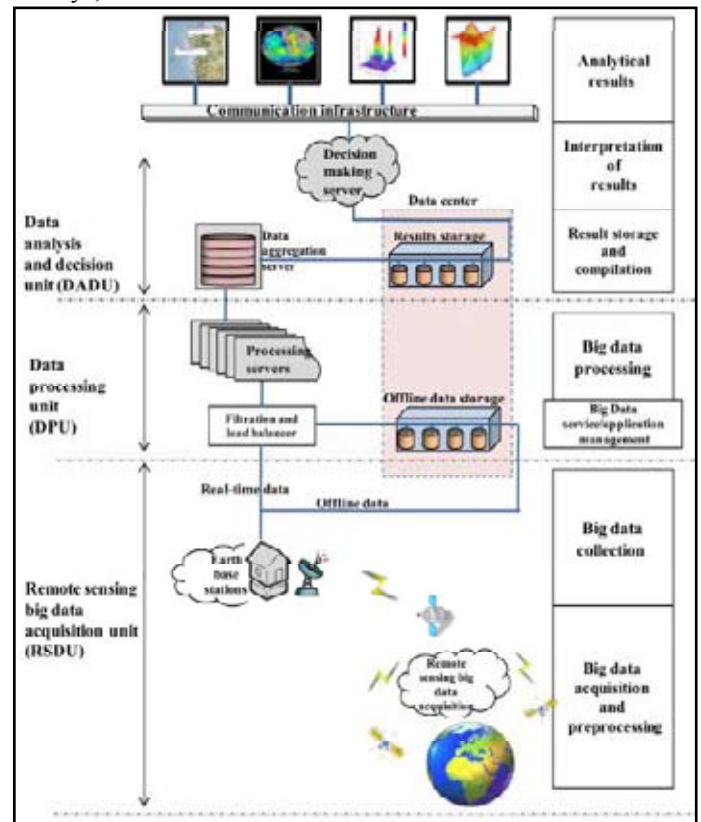 Analytical
results
Communication infrastructure
Decision
making
server
Interpretation
of
results
Data center
Data
analysis
and decision
unit (DADU)
Data
aggregation
server
Results storage
Result storage
and
compilation
Data
processing
unit
(DPU)
Processing
servers
Big data
processing
Offline data storage
Filtration and
load balancer
Big Data
service/application
management
Real-time data
Offline data
Big data
collection
Earth
base
stations
Remote sensing
big data
acquisition unit
(RSDU)
Remote
sensing big
data
acquisition
Big data
acquisition
and
preprocessing